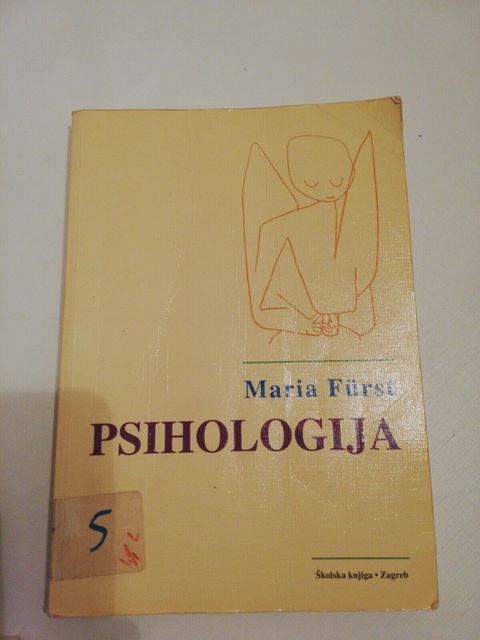 Maria Fürst
PSIHOLOGIJA
5
Školska knjiga • Zagreb